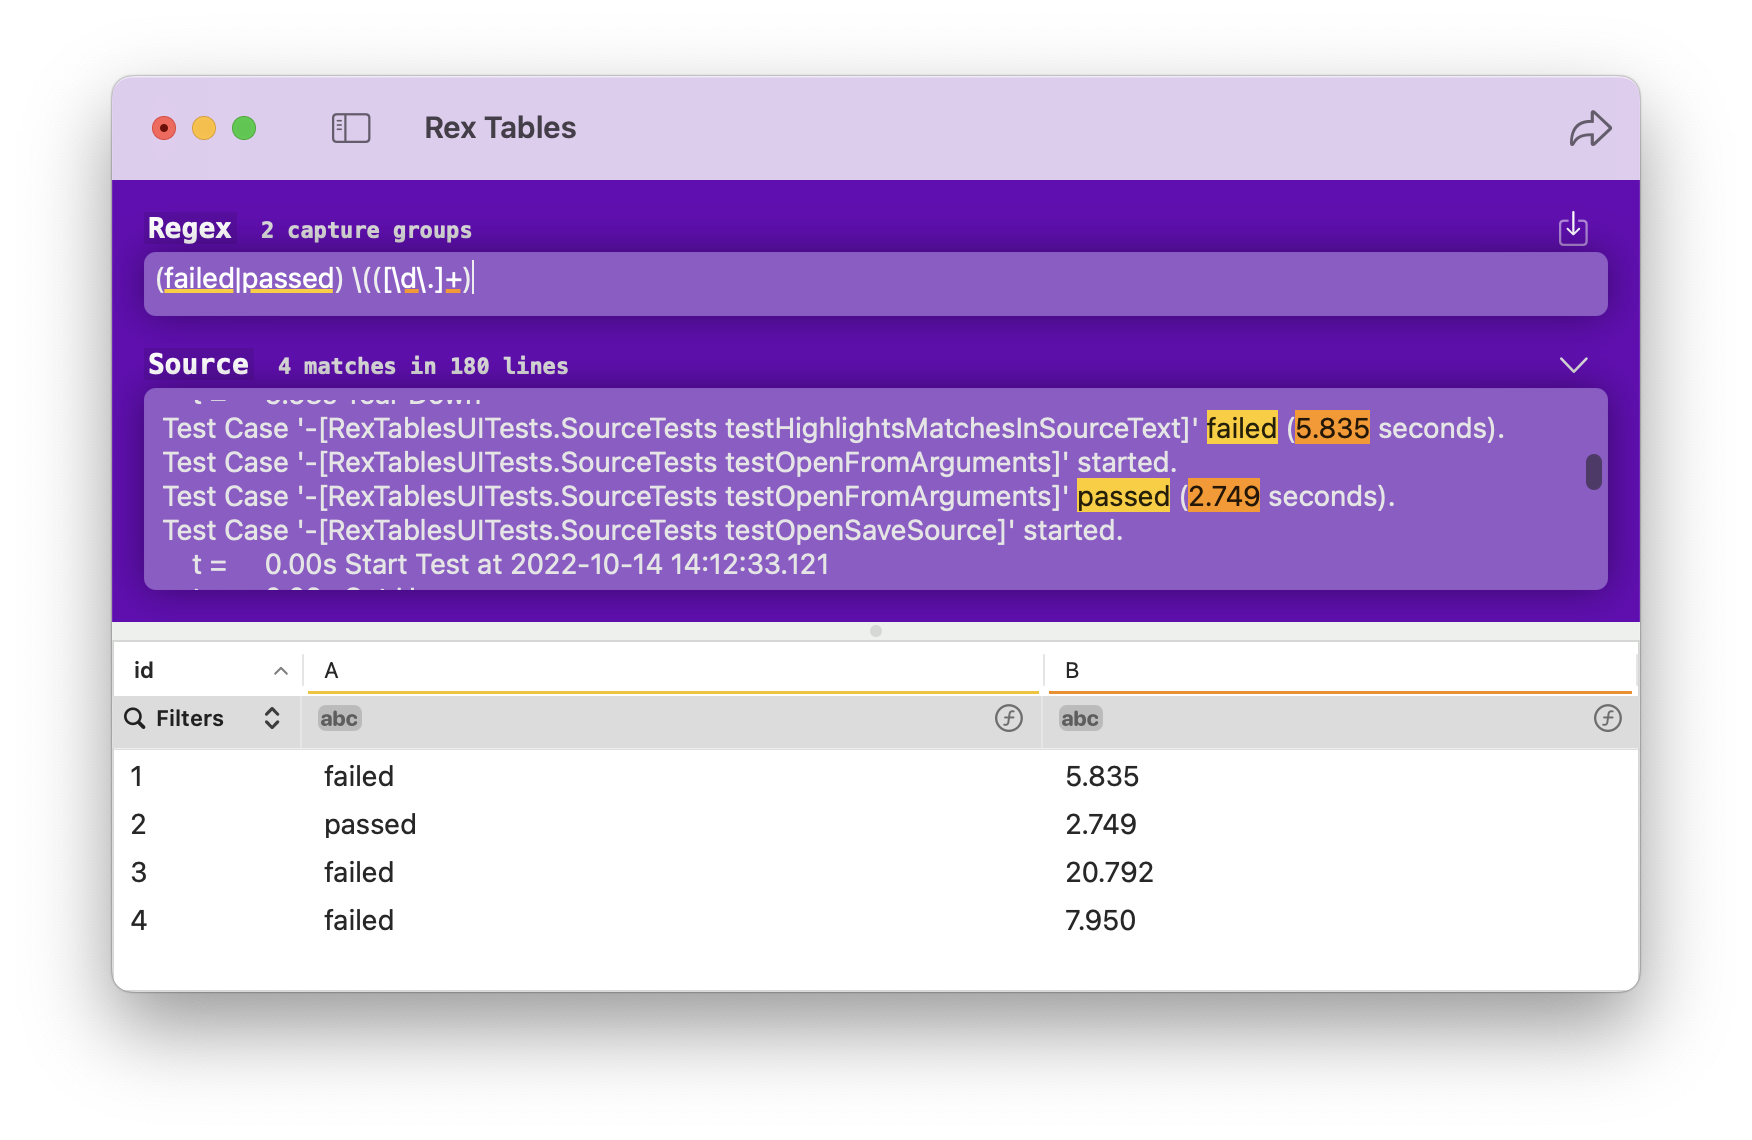 Rex Tables
Regex 2 capture groups
(failed|passed) \(([\d\.]+)
Source 4 matches in 180 lines
Test Case '-[RexTablesUITests.SourceTests testHighlightsMatchesInSourceText]' failed (5.835 seconds).
Test Case '-[RexTablesUITests.SourceTests testOpenFromArguments]' started.
Test Case '-[RexTablesUITests.SourceTests testOpenFromArguments]' passed (2.749 seconds).
Test Case '-[RexTablesUITests.SourceTests testOpenSaveSource]' started.
t = 0.00s Start Test at 2022-10-14 14:12:33.121
id A B
Filters abc abc
1 failed 5.835
2 passed 2.749
3 failed 20.792
4 failed 7.950